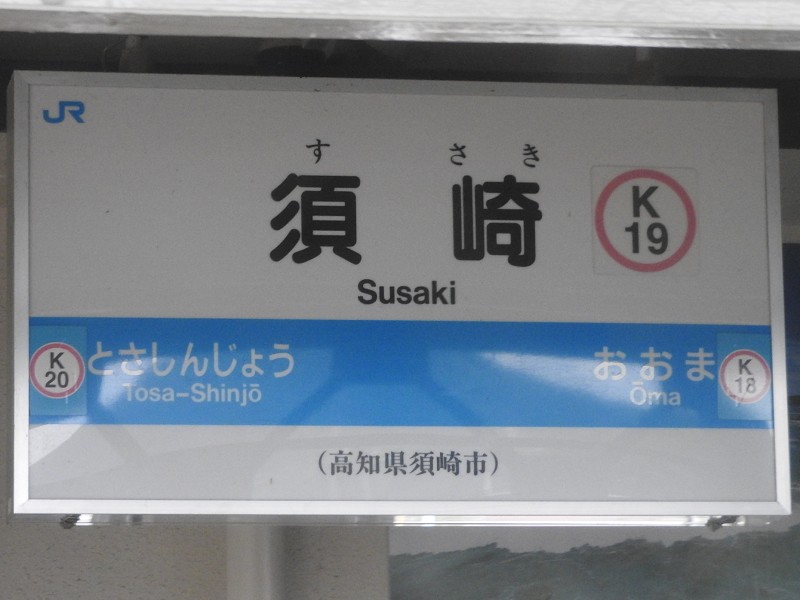 JR
す さき
須崎
K
19
Susaki
K
20
とさしんじょう
Tosa-Shinjō
おおま
Ōma
K
18
(高知県須崎市)